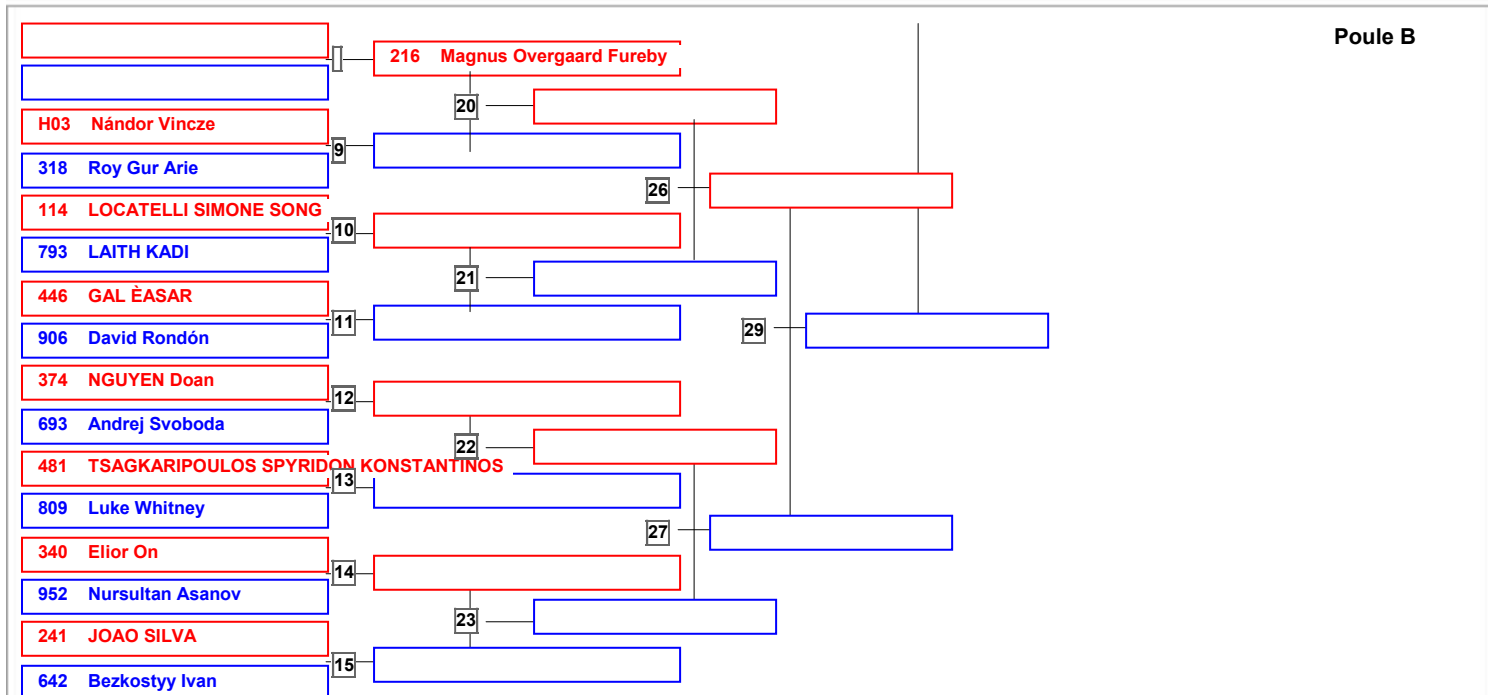 Poule B
216 Magnus Overgaard Fureby
20
H03 Nándor Vincze
9
318 Roy Gur Arie
26
114 LOCATELLI SIMONE SONG
10
793 LAITH KADI
21
446 GAL ÈASAR
11
906 David Rondón
29
374 NGUYEN Doan
12
693 Andrej Svoboda
22
481 TSAGKARIPOULOS SPYRIDON KONSTANTINOS
13
809 Luke Whitney
27
340 Elior On
14
952 Nursultan Asanov
23
241 JOAO SILVA
15
642 Bezkostyy Ivan